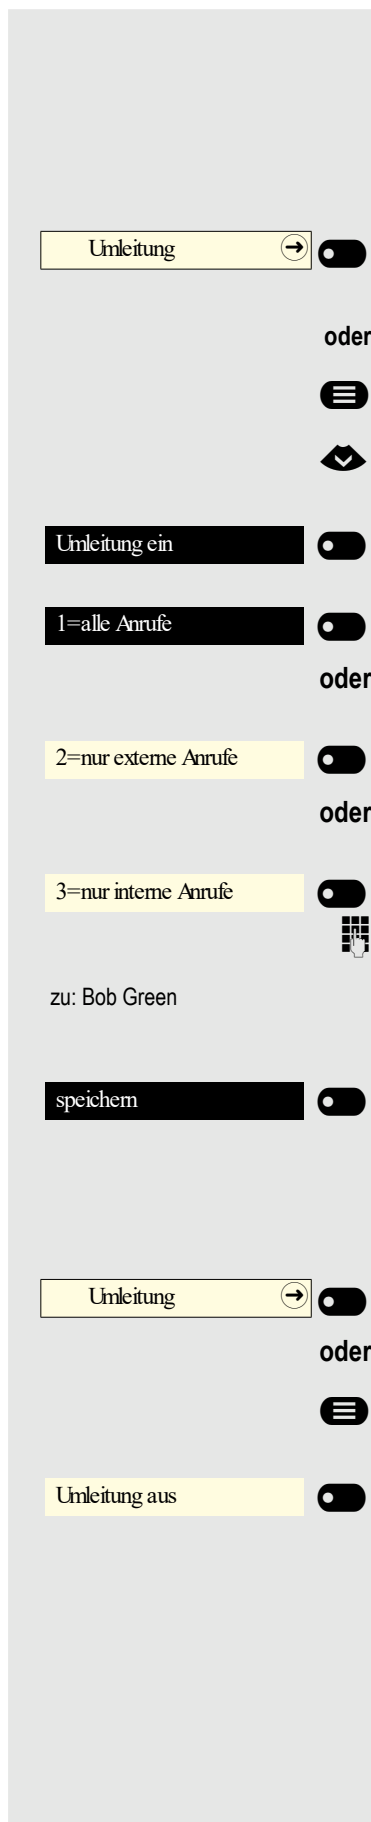 Umleitung
oder
Umleitung ein
1=alle Anrufe
oder
2=nur externe Anrufe
oder
3=nur interne Anrufe
zu: Bob Green
speichern
Umleitung
oder
Umleitung aus